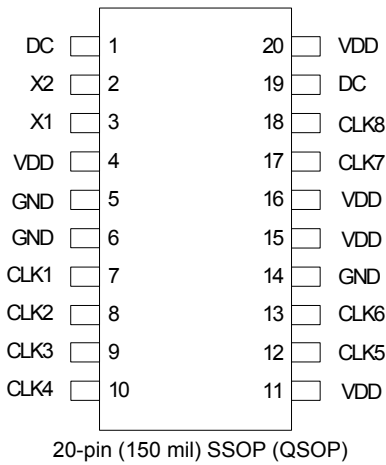 DC 1 20 VDD
X2 2 19 DC
X1 3 18 CLK8
VDD 4 17 CLK7
GND 5 16 VDD
GND 6 15 VDD
CLK1 7 14 GND
CLK2 8 13 CLK6
CLK3 9 12 CLK5
CLK4 10 11 VDD
20-pin (150 mil) SSOP (QSOP)